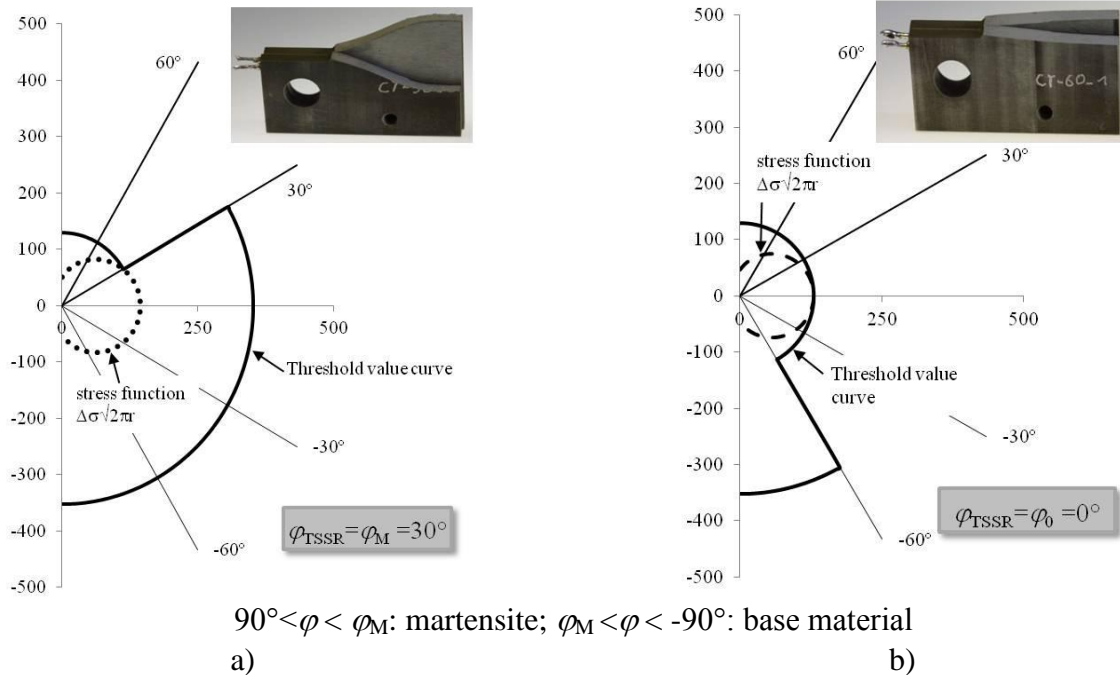 500
400
300
200
100
0
-100
-200
-300
-400
-500
0
250
500
60°
30°
-30°
-60°
stress function
Δσ√2πr
Threshold value curve
φTSSR=φM =30°
500
400
300
200
100
0
-100
-200
-300
-400
-500
0
250
500
60°
30°
-30°
-60°
CT-60-1
stress function
Δσ√2πr
Threshold value
curve
φTSSR=φ0 =0°
90°<φ < φM: martensite; φM <φ < -90°: base material
a)
b)